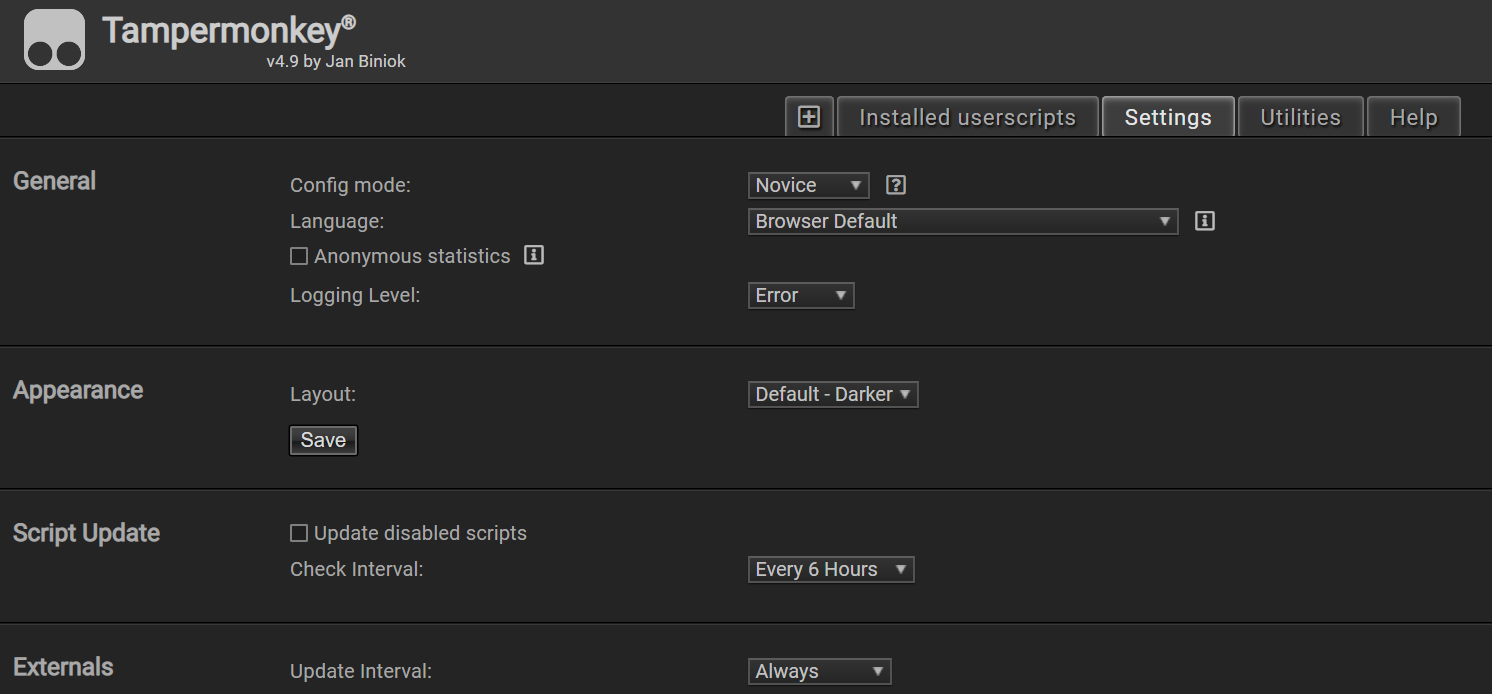 Tampermonkey®
v4.9 by Jan Biniok
Installed userscripts Settings Utilities Help
General
Config mode: Novice
Language: Browser Default
Anonymous statistics
Logging Level: Error
Appearance
Layout: Default - Darker
Save
Script Update
Update disabled scripts
Check Interval: Every 6 Hours
Externals
Update Interval: Always